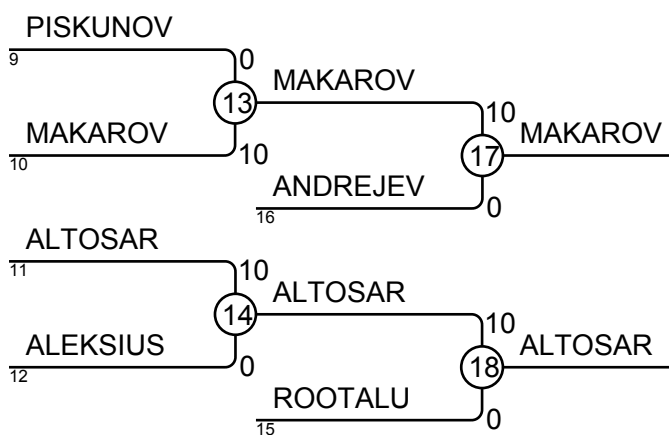 PISKUNOV
9
0
13
MAKAROV
MAKAROV
10
10
10
17
MAKAROV
ANDREJEV
16
0
ALTOSAR
11
10
14
ALTOSAR
ALEKSIUS
12
0
10
18
ALTOSAR
ROOTALU
15
0